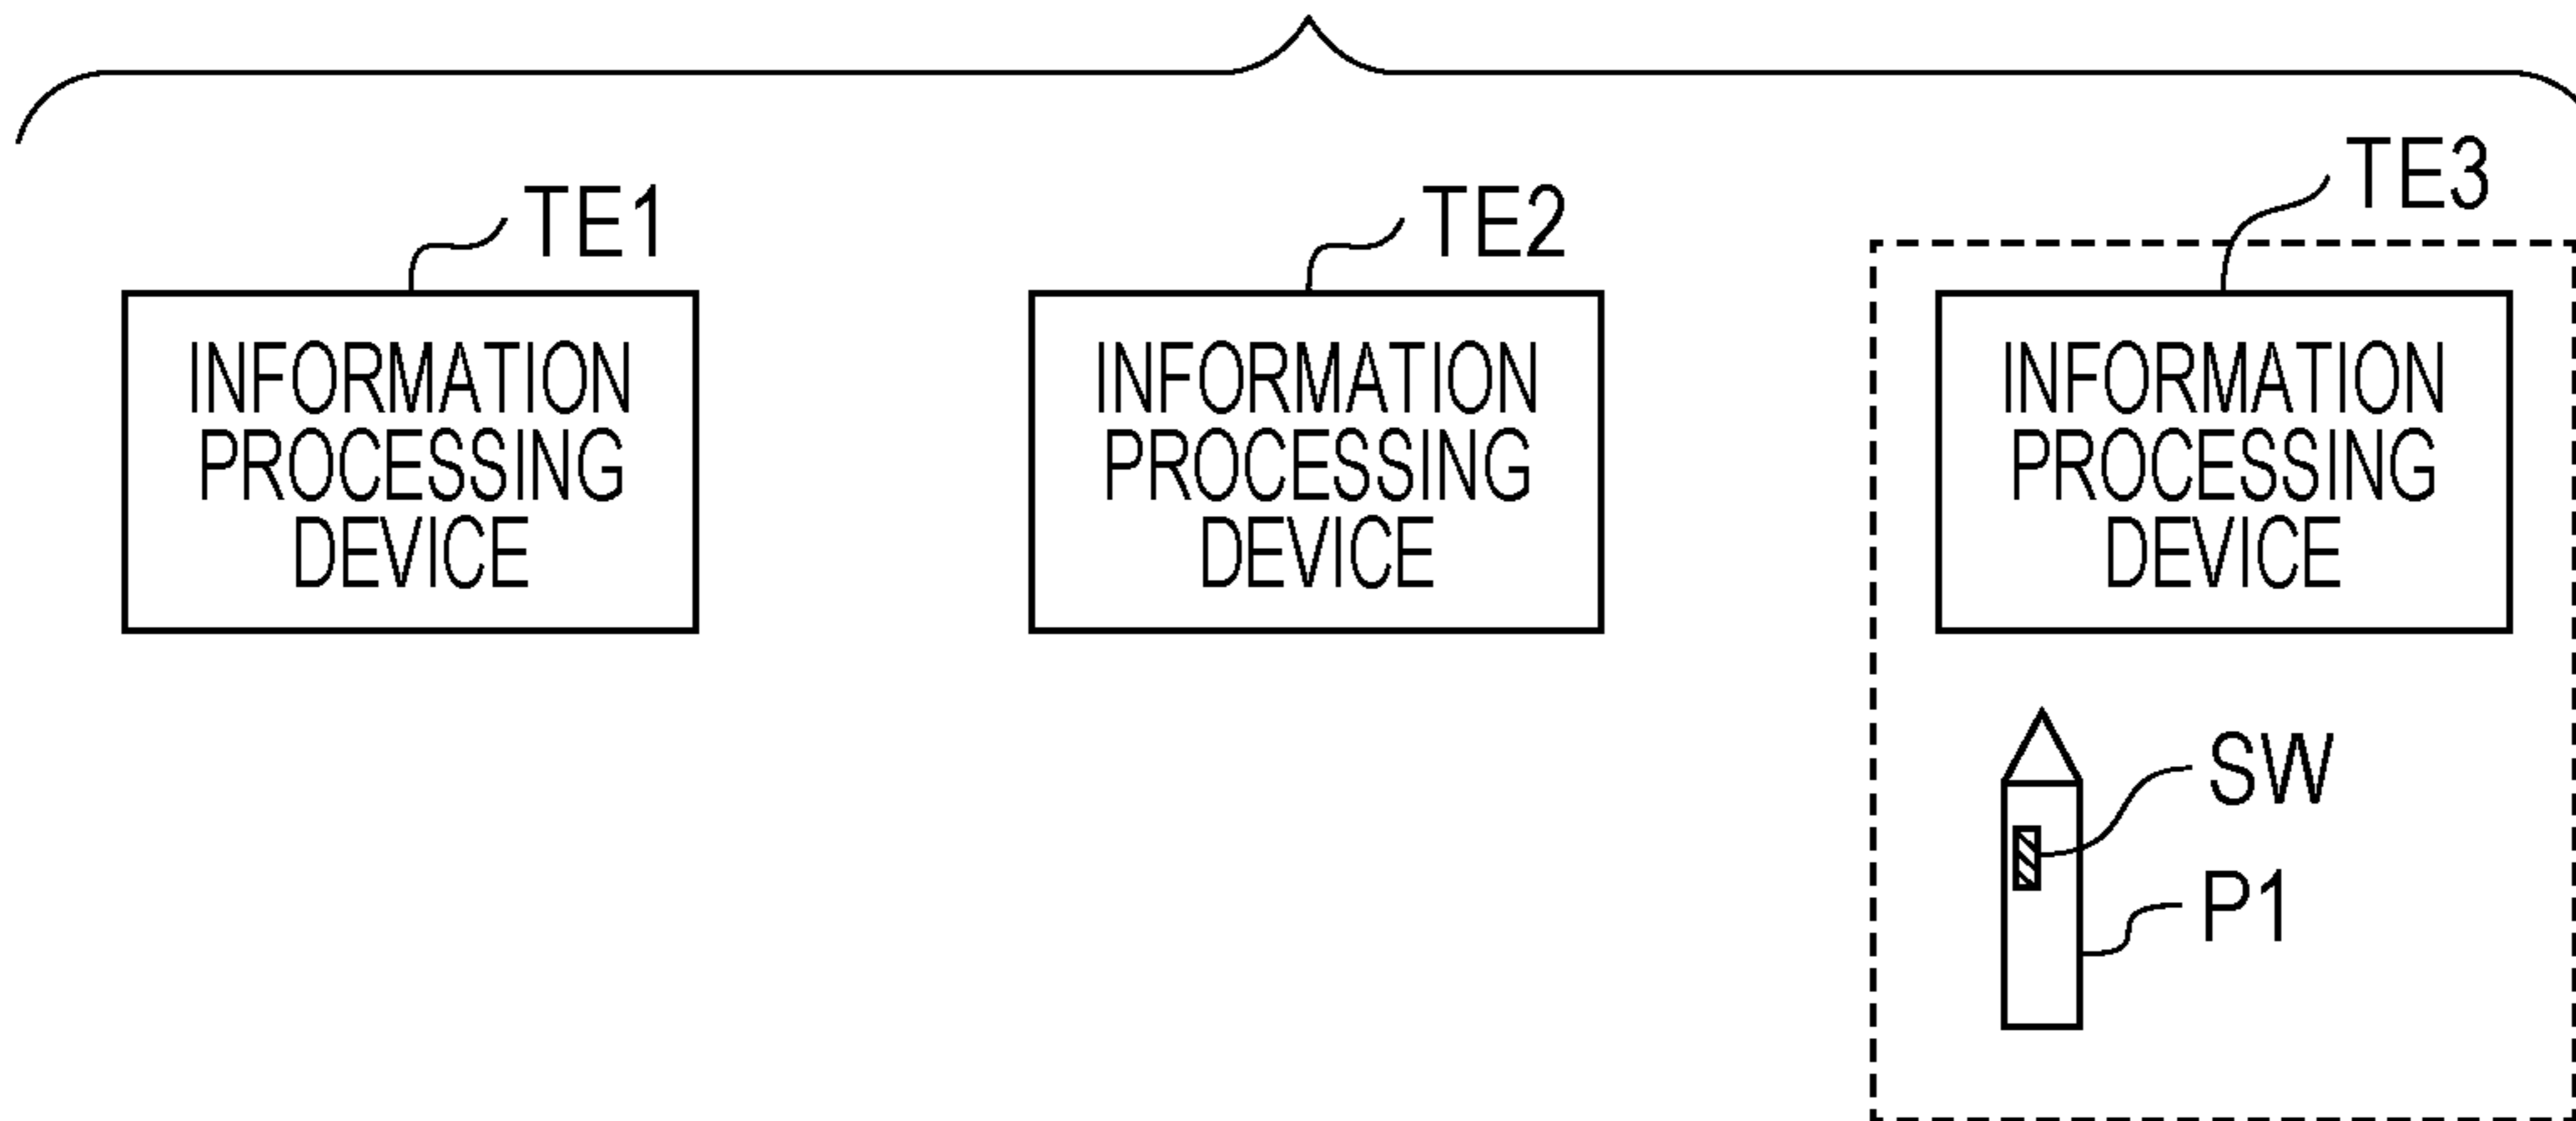 TE1
TE2
TE3
INFORMATION
PROCESSING
DEVICE
INFORMATION
PROCESSING
DEVICE
INFORMATION
PROCESSING
DEVICE
SW
P1